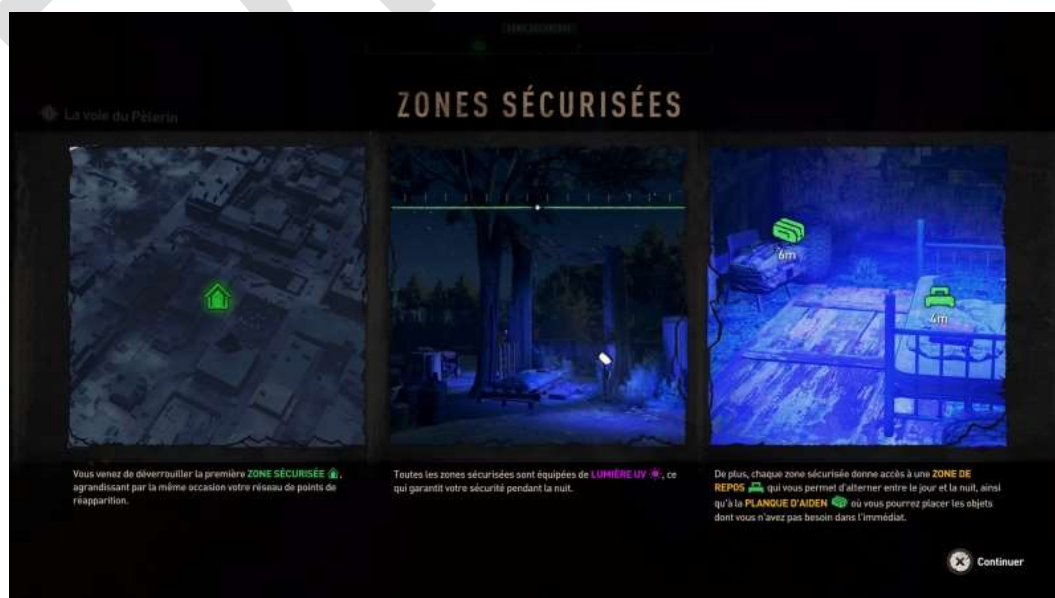 ZONE SÉCURISÉE
La voie du Pèlerin
ZONES SÉCURISÉES
6m
4m
Vous venez de déverrouiller la première ZONE SÉCURISÉE,
agrandissant par la même occasion votre réseau de points de
réapparition.
Toutes les zones sécurisées sont équipées de LUMIÈRE UV, ce
qui garantit votre sécurité pendant la nuit.
De plus, chaque zone sécurisée donne accès à une ZONE DE
REPOS qui vous permet d'alterner entre le jour et la nuit, ainsi
qu'à la PLANQUE D'AIDEN où vous pourrez placer les objets
dont vous n'avez pas besoin dans l'immédiat.
Continuer